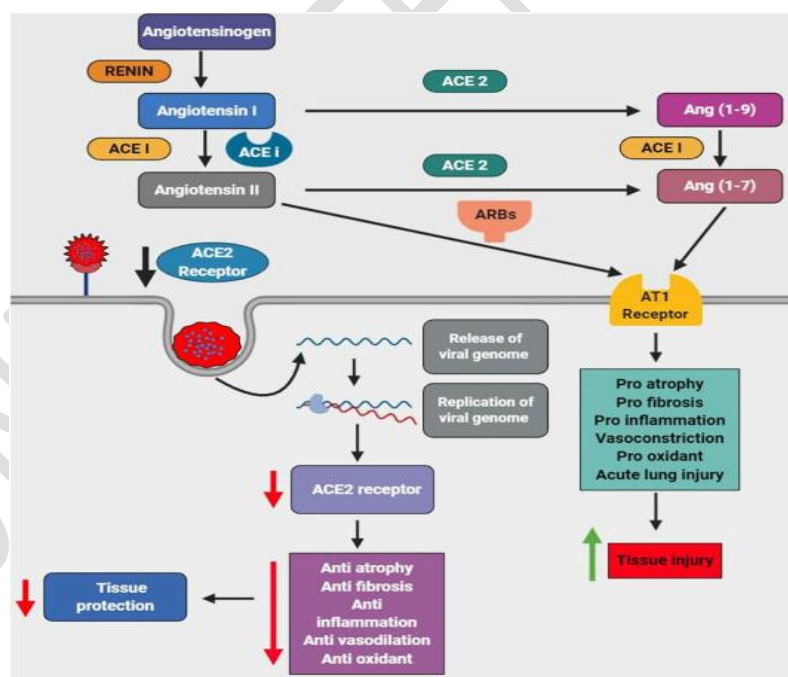 Angiotensinogen
RENIN
ACE 2
Angiotensin I
Ang (1-9)
ACE I
ACE i
ACE I
ACE 2
Angiotensin II
Ang (1-7)
ARBs
ACE2
Receptor
AT1
Receptor
Release of
viral genome
Replication of
viral genome
Pro atrophy
Pro fibrosis
Pro inflammation
Vasoconstriction
Pro oxidant
Acute lung injury
ACE2 receptor
Tissue injury
Anti atrophy
Anti fibrosis
Anti
inflammation
Anti vasodilation
Anti oxidant
Tissue
protection